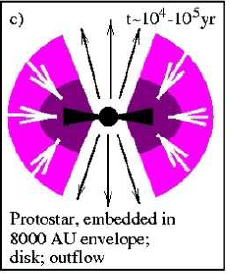 c) t~10⁴-10⁵yr
Protostar, embedded in
8000 AU envelope;
disk; outflow